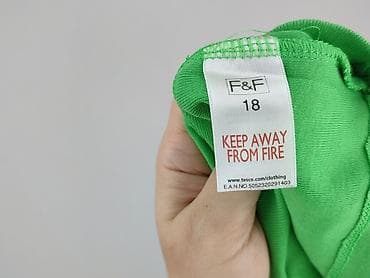 F&F
18
KEEP AWAY
FROM FIRE
www.tesco.com/clothing
E.A.N.NO.5052320291403